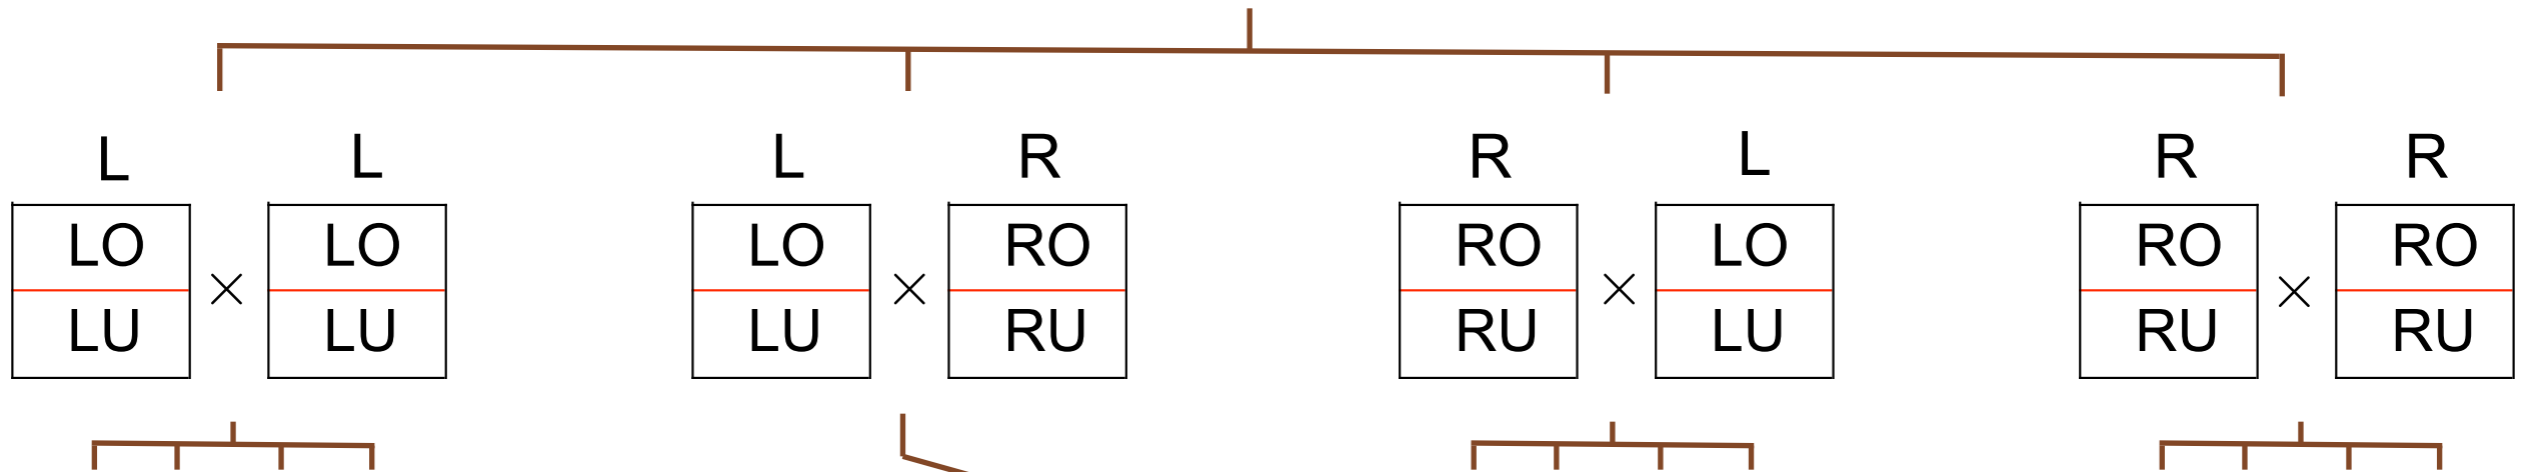 L L L R R L R R
LO × LO LO × RO RO × LO RO × RO
LU LU LU RU RU LU RU RU